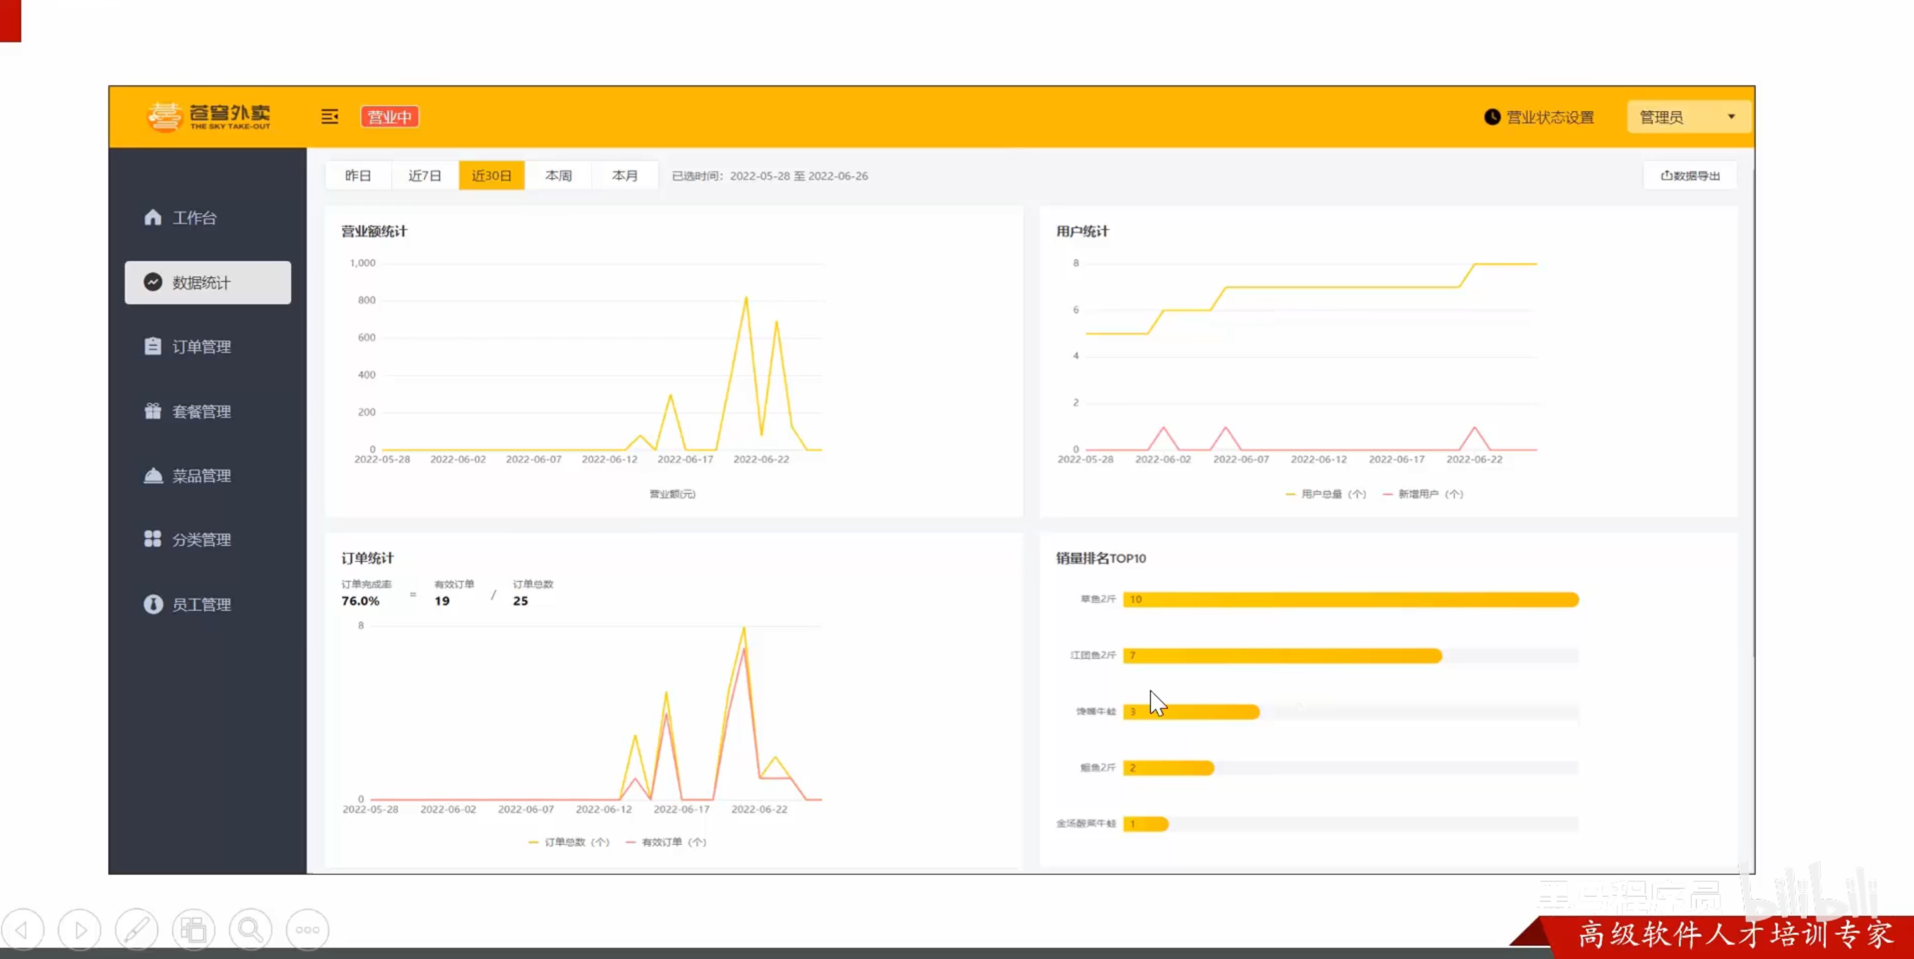 苍穹外卖
THE SKY TAKE-OUT
营业中
营业状态设置
管理员
昨日 近7日 近30日 本周 本月 已选时间：2022-05-28 至 2022-06-26
数据导出
工作台
数据统计
订单管理
套餐管理
菜品管理
分类管理
员工管理
营业额统计
1,000
800
600
400
200
0
2022-05-28 2022-06-02 2022-06-07 2022-06-12 2022-06-17 2022-06-22
营业额(元)
用户统计
8
6
4
2
0
2022-05-28 2022-06-02 2022-06-07 2022-06-12 2022-06-17 2022-06-22
用户总量（个） 新增用户（个）
订单统计
订单完成率 有效订单 订单总数
76.0% = 19 / 25
8
0
2022-05-28 2022-06-02 2022-06-07 2022-06-12 2022-06-17 2022-06-22
订单总数（个） 有效订单（个）
销量排名TOP10
草鱼2斤 10
江团鱼2斤 7
馋嘴牛蛙 3
鮰鱼2斤 2
金汤酸菜牛蛙 1
黑马程序员 bilibili
高级软件人才培训专家